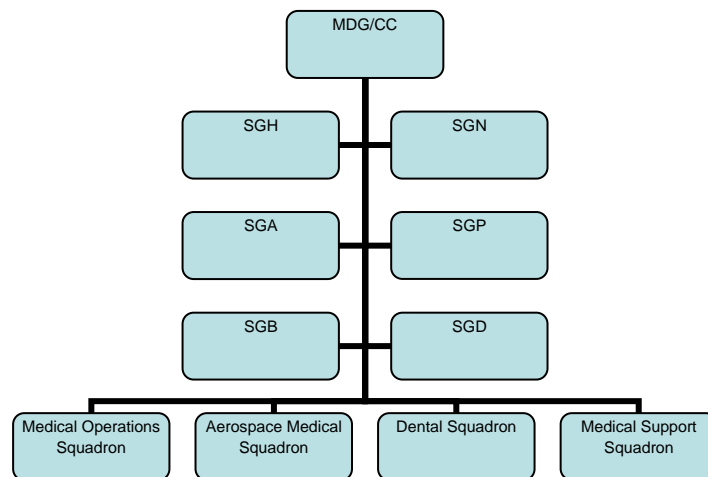 MDG/CC
SGH
SGN
SGA
SGP
SGB
SGD
Medical Operations
Squadron
Aerospace Medical
Squadron
Dental Squadron
Medical Support
Squadron